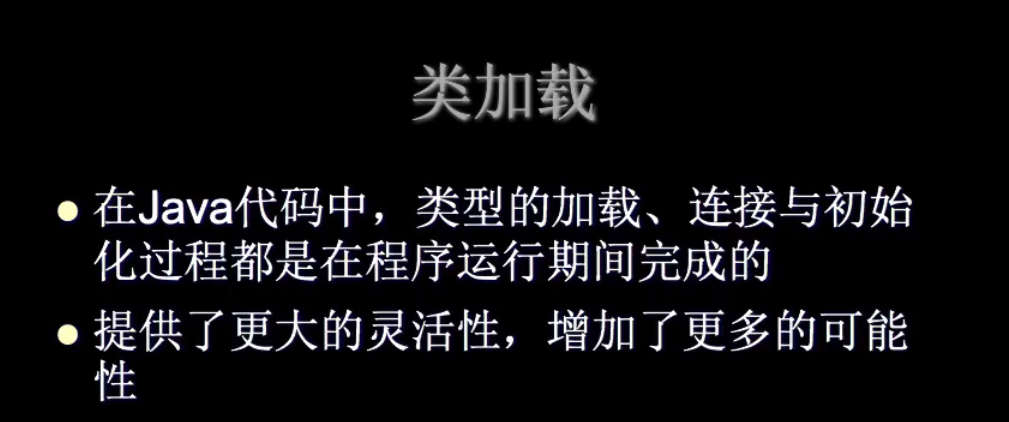 类加载
在Java代码中，类型的加载、连接与初始
化过程都是在程序运行期间完成的
提供了更大的灵活性，增加了更多的可能
性